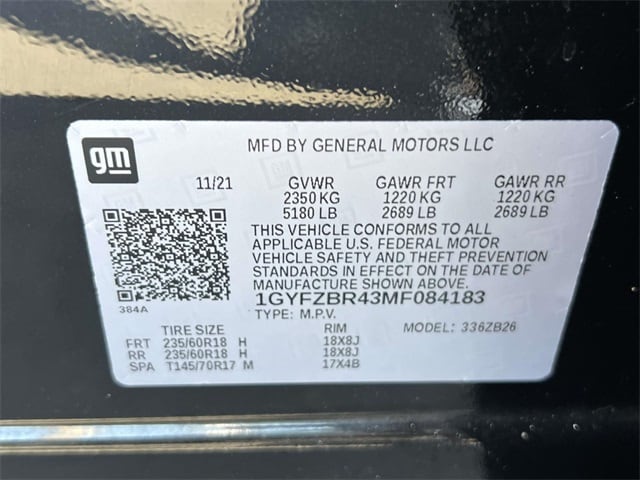 gm
MFD BY GENERAL MOTORS LLC
11/21 GVWR GAWR FRT GAWR RR
2350 KG 1220 KG 1220 KG
5180 LB 2689 LB 2689 LB
THIS VEHICLE CONFORMS TO ALL
APPLICABLE U.S. FEDERAL MOTOR
VEHICLE SAFETY AND THEFT PREVENTION
STANDARDS IN EFFECT ON THE DATE OF
MANUFACTURE SHOWN ABOVE.
384A
1GYFZBR43MF084183
TYPE: M.P.V. MODEL: 336ZB26
TIRE SIZE RIM
FRT 235/60R18 H 18X8J
RR 235/60R18 H 18X8J
SPA T145/70R17 M 17X4B